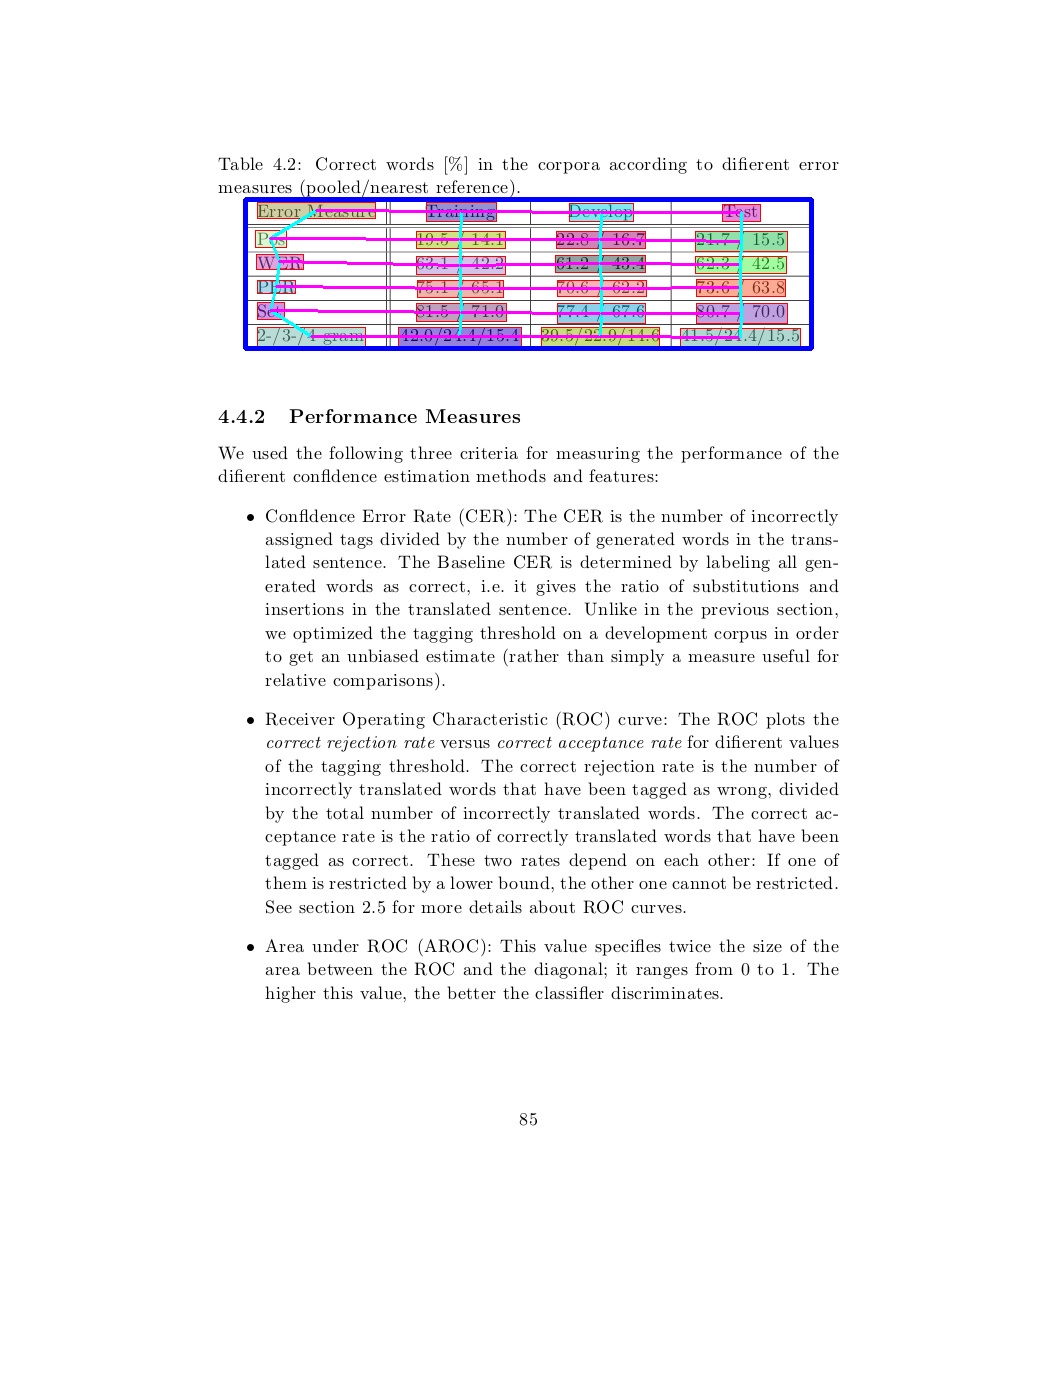 Table 4.2: Correct words [%] in the corpora according to difierent error
measures (pooled/nearest reference).
Error Measure Training Develop Test
Pos 19.5 / 14.1 22.8 / 16.7 21.7 / 15.5
WER 63.1 / 42.2 61.2 / 43.4 62.3 / 42.5
PER 75.1 / 65.1 70.6 / 62.2 73.6 / 63.8
Set 81.5 / 71.0 77.4 / 67.6 80.7 / 70.0
2-/3-/4-gram 42.0/24.4/15.4 39.5/22.9/14.6 41.5/24.4/15.5
4.4.2 Performance Measures
We used the following three criteria for measuring the performance of the
difierent confldence estimation methods and features:
• Confldence Error Rate (CER): The CER is the number of incorrectly
assigned tags divided by the number of generated words in the trans-
lated sentence. The Baseline CER is determined by labeling all gen-
erated words as correct, i.e. it gives the ratio of substitutions and
insertions in the translated sentence. Unlike in the previous section,
we optimized the tagging threshold on a development corpus in order
to get an unbiased estimate (rather than simply a measure useful for
relative comparisons).
• Receiver Operating Characteristic (ROC) curve: The ROC plots the
correct rejection rate versus correct acceptance rate for difierent values
of the tagging threshold. The correct rejection rate is the number of
incorrectly translated words that have been tagged as wrong, divided
by the total number of incorrectly translated words. The correct ac-
ceptance rate is the ratio of correctly translated words that have been
tagged as correct. These two rates depend on each other: If one of
them is restricted by a lower bound, the other one cannot be restricted.
See section 2.5 for more details about ROC curves.
• Area under ROC (AROC): This value specifles twice the size of the
area between the ROC and the diagonal; it ranges from 0 to 1. The
higher this value, the better the classifler discriminates.
85